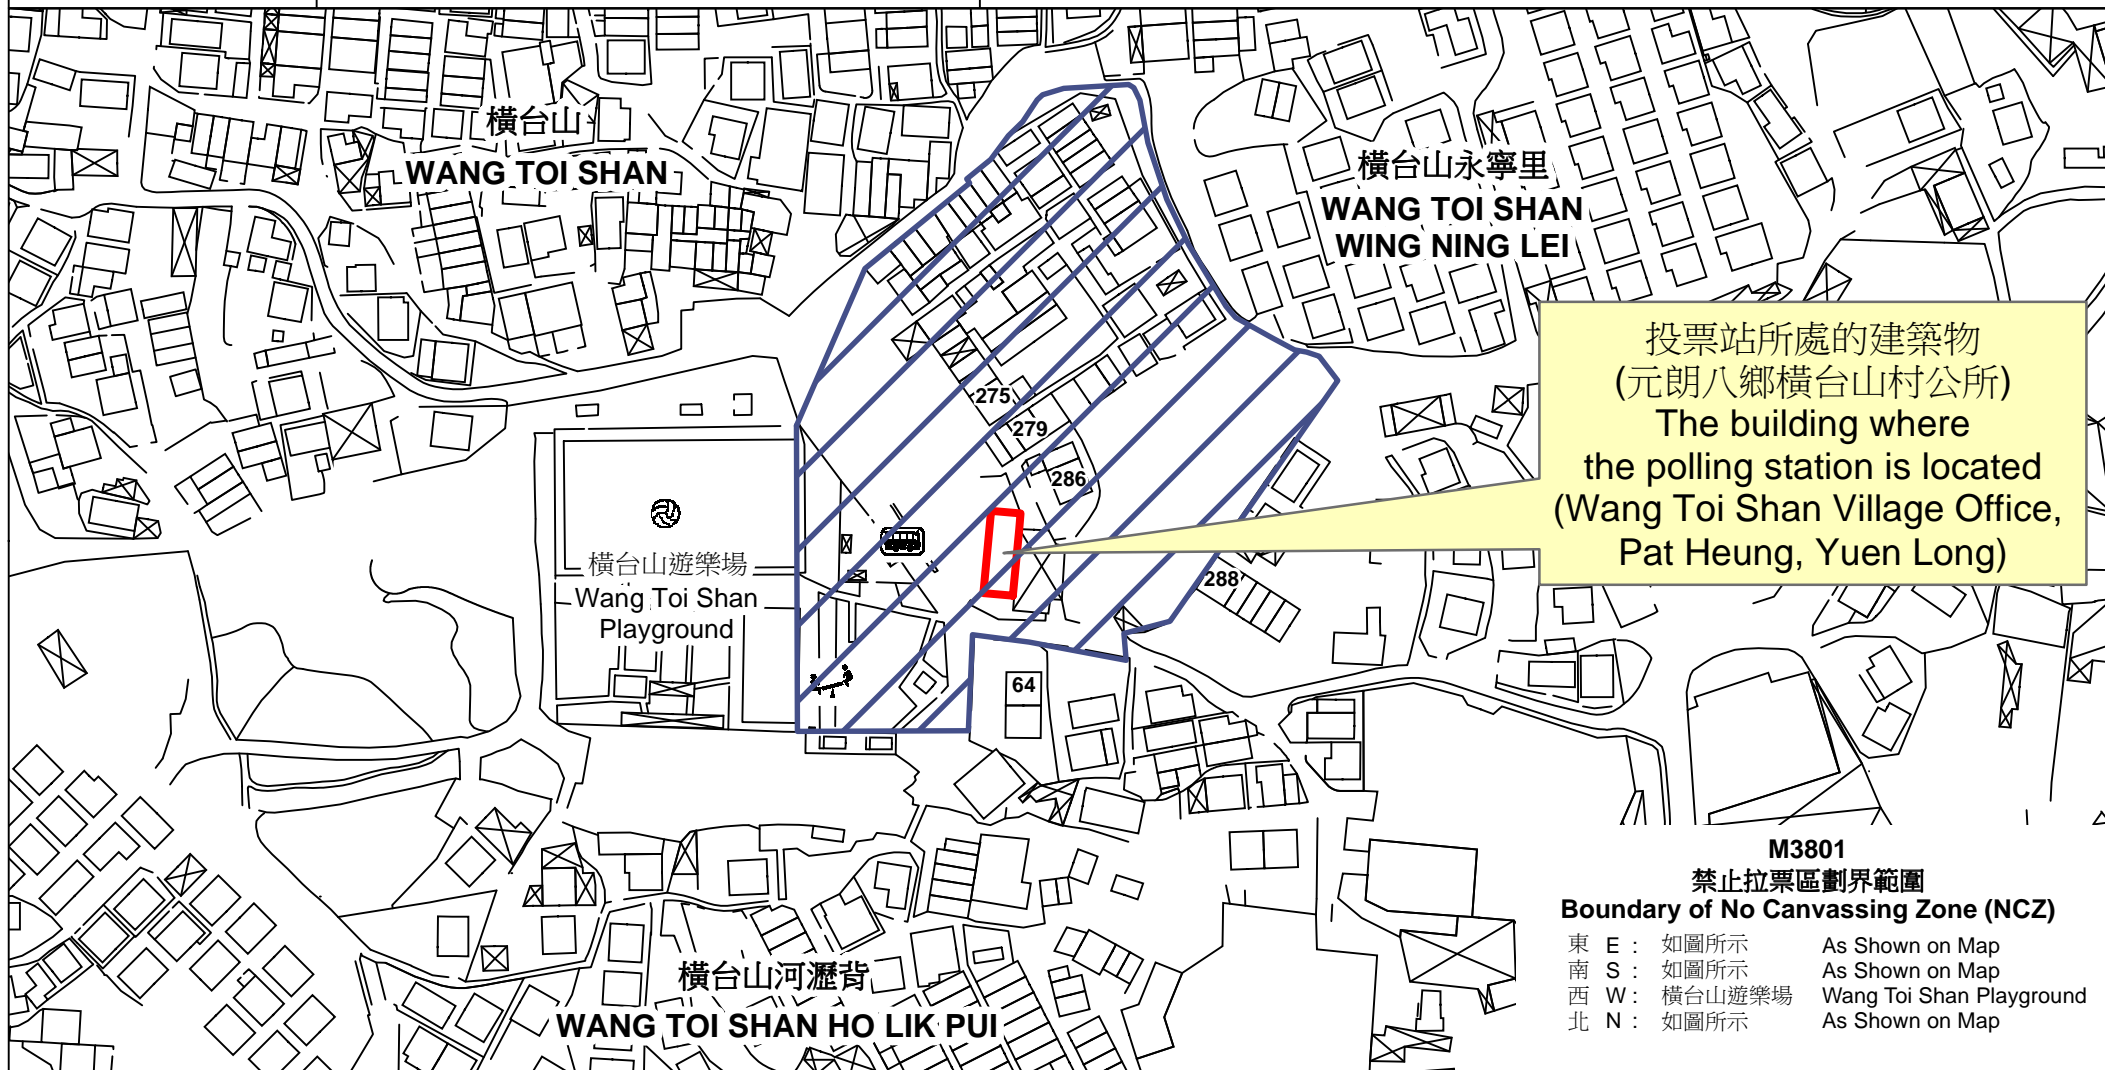 橫台山
WANG TOI SHAN
橫台山永寧里
WANG TOI SHAN
WING NING LEI
投票站所處的建築物
(元朗八鄉橫台山村公所)
The building where
the polling station is located
(Wang Toi Shan Village Office,
Pat Heung, Yuen Long)
275
279
286
288
64
橫台山遊樂場
Wang Toi Shan
Playground
橫台山河瀝背
WANG TOI SHAN HO LIK PUI
M3801
禁止拉票區劃界範圍
Boundary of No Canvassing Zone (NCZ)
東 E : 如圖所示 As Shown on Map
南 S : 如圖所示 As Shown on Map
西 W : 橫台山遊樂場 Wang Toi Shan Playground
北 N : 如圖所示 As Shown on Map